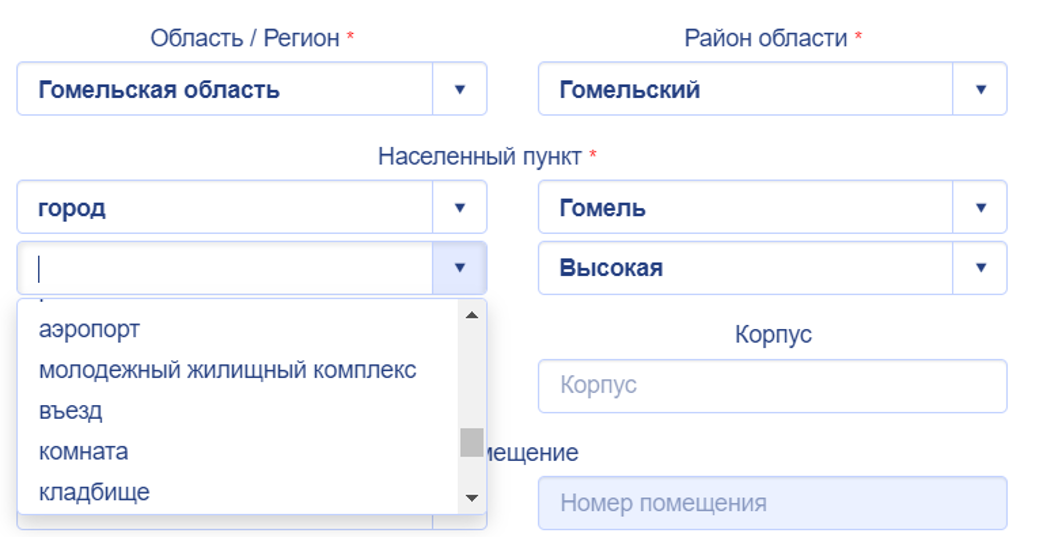 Область / Регион *
Район области *
Гомельская область
Гомельский
Населенный пункт *
город
Гомель
Высокая
аэропорт
молодежный жилищный комплекс
въезд
комната
кладбище
Корпус
Корпус
мещение
Номер помещения